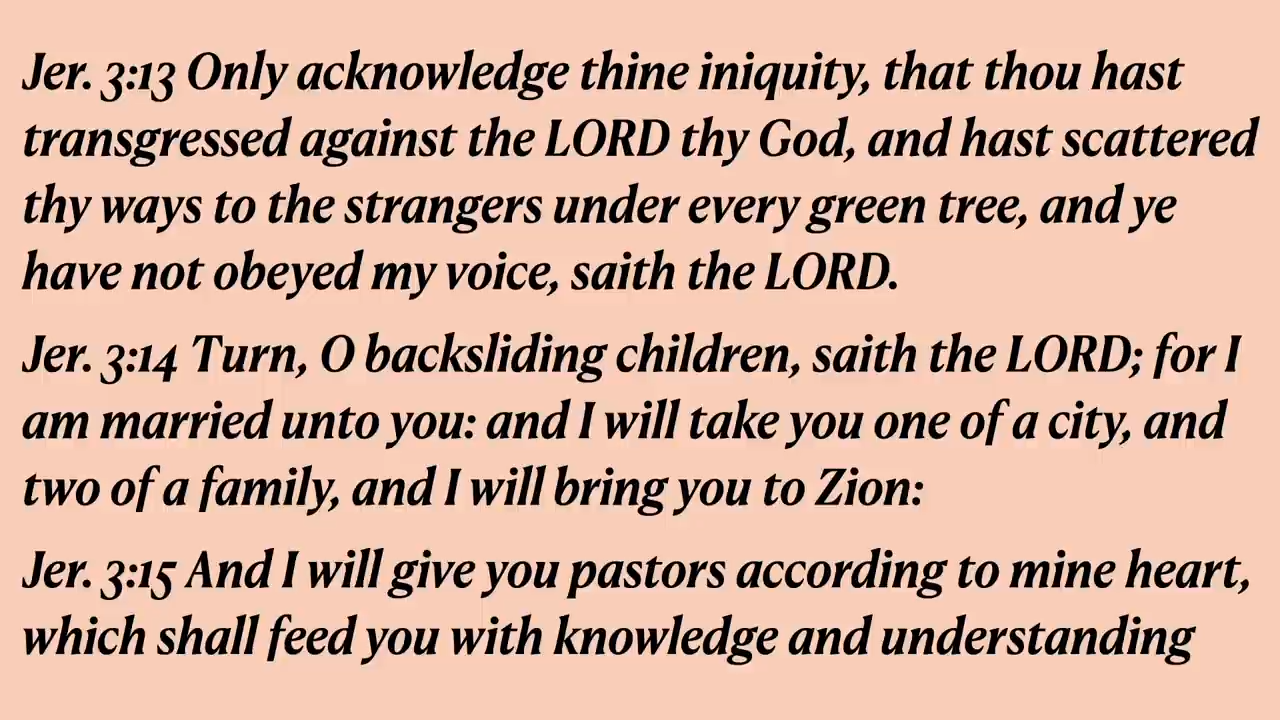 Jer. 3:13 Only acknowledge thine iniquity, that thou hast
transgressed against the LORD thy God, and hast scattered
thy ways to the strangers under every green tree, and ye
have not obeyed my voice, saith the LORD.
Jer. 3:14 Turn, O backsliding children, saith the LORD; for I
am married unto you: and I will take you one of a city, and
two of a family, and I will bring you to Zion:
Jer. 3:15 And I will give you pastors according to mine heart,
which shall feed you with knowledge and understanding